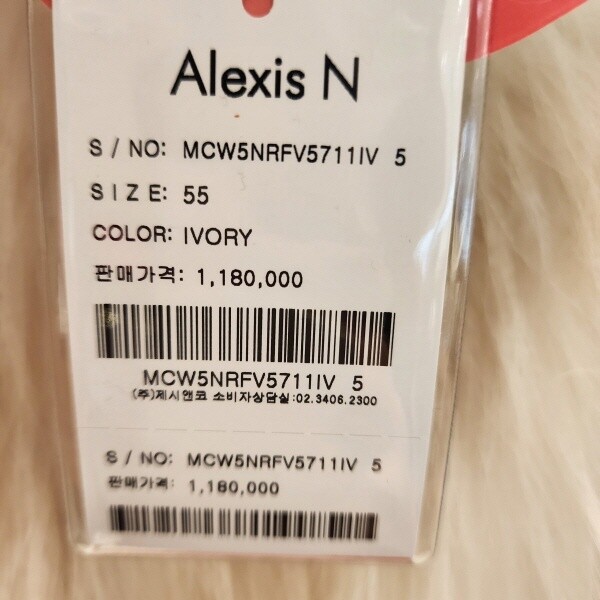 Alexis N
S / NO: MCW5NRFV5711IV 5
SIZE: 55
COLOR: IVORY
판매가격: 1,180,000
MCW5NRFV5711IV 5
(주)제시앤코 소비자상담실:02.3406.2300
S / NO: MCW5NRFV5711IV 5
판매가격: 1,180,000